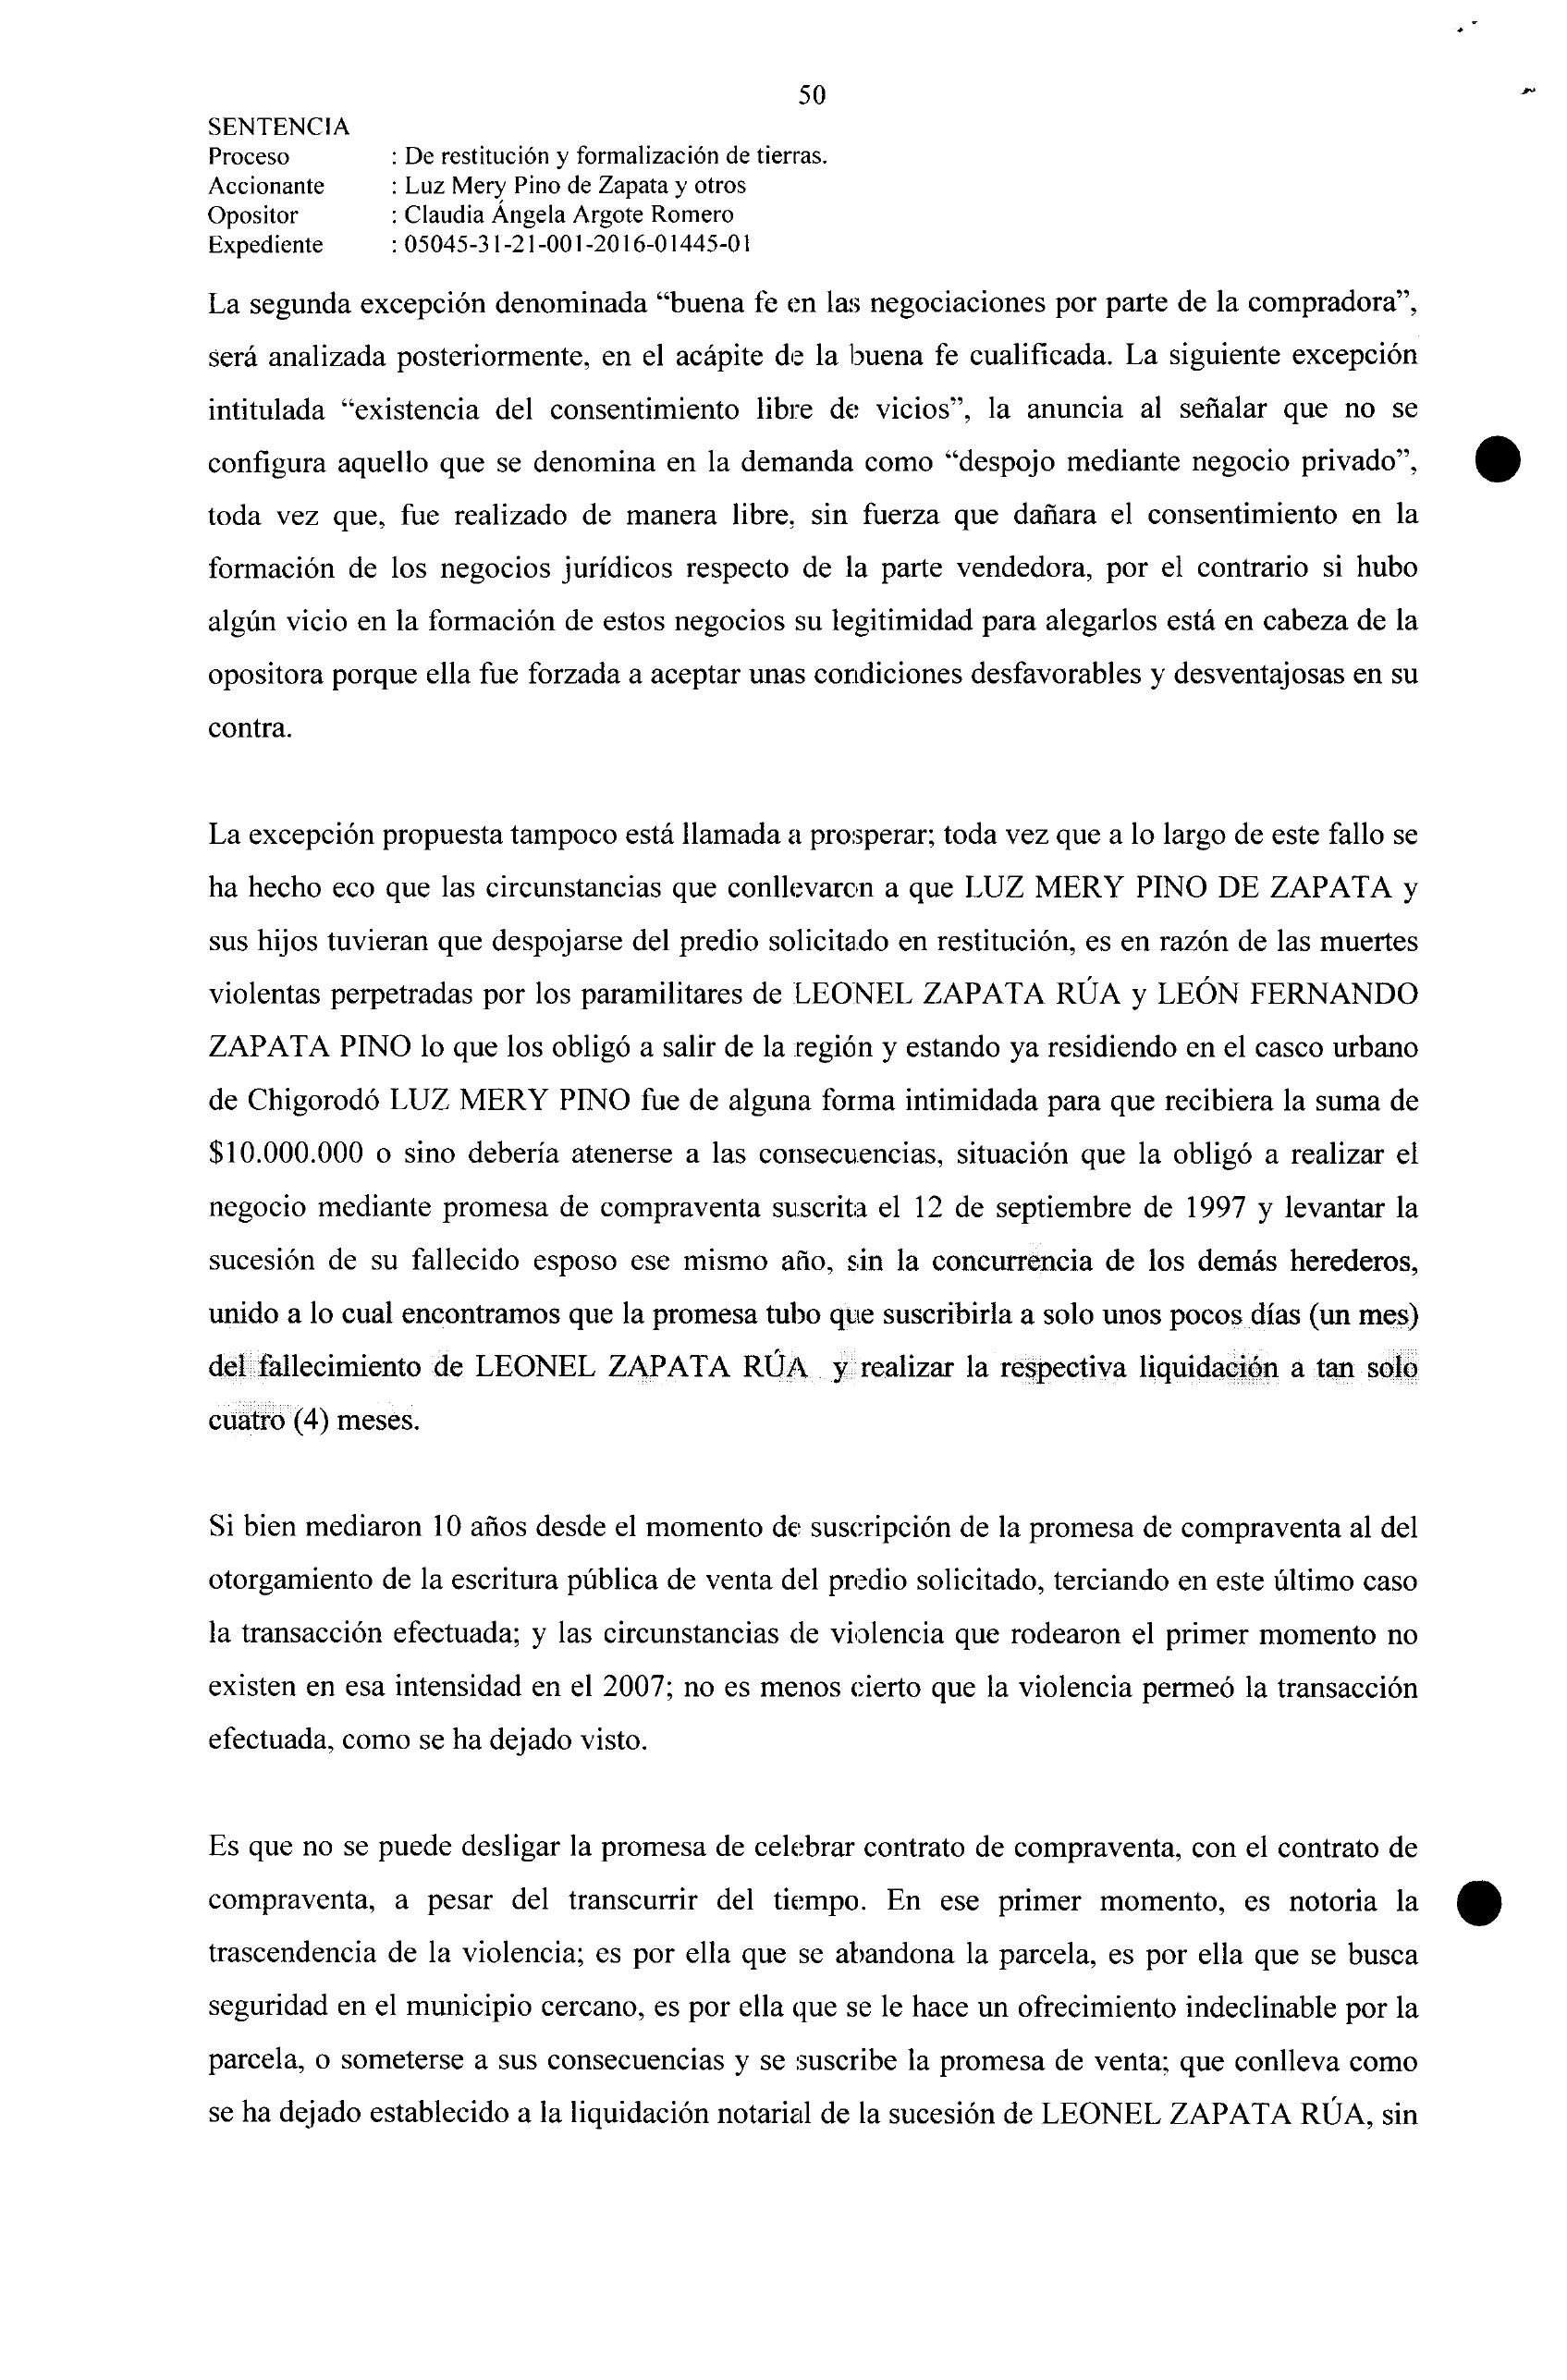 50
SENTENCIA
Proceso : De restitución y formalización de tierras.
Accionante : Luz Mery Pino de Zapata y otros
Opositor : Claudia Ángela Argote Romero
Expediente : 05045-31-21-001-2016-01445-01
La segunda excepción denominada “buena fe en las negociaciones por parte de la compradora”,
será analizada posteriormente, en el acápite de la buena fe cualificada. La siguiente excepción
intitulada “existencia del consentimiento libre de vicios”, la anuncia al señalar que no se
configura aquello que se denomina en la demanda como “despojo mediante negocio privado”,
toda vez que, fue realizado de manera libre, sin fuerza que dañara el consentimiento en la
formación de los negocios jurídicos respecto de la parte vendedora, por el contrario si hubo
algún vicio en la formación de estos negocios su legitimidad para alegarlos está en cabeza de la
opositora porque ella fue forzada a aceptar unas condiciones desfavorables y desventajosas en su
contra.
La excepción propuesta tampoco está llamada a prosperar; toda vez que a lo largo de este fallo se
ha hecho eco que las circunstancias que conllevaron a que LUZ MERY PINO DE ZAPATA y
sus hijos tuvieran que despojarse del predio solicitado en restitución, es en razón de las muertes
violentas perpetradas por los paramilitares de LEONEL ZAPATA RÚA y LEÓN FERNANDO
ZAPATA PINO lo que los obligó a salir de la región y estando ya residiendo en el casco urbano
de Chigorodó LUZ MERY PINO fue de alguna forma intimidada para que recibiera la suma de
$10.000.000 o sino debería atenerse a las consecuencias, situación que la obligó a realizar el
negocio mediante promesa de compraventa suscrita el 12 de septiembre de 1997 y levantar la
sucesión de su fallecido esposo ese mismo año, sin la concurrencia de los demás herederos,
unido a lo cual encontramos que la promesa tubo que suscribirla a solo unos pocos días (un mes)
del fallecimiento de LEONEL ZAPATA RÚA y realizar la respectiva liquidación a tan solo
cuatro (4) meses.
Si bien mediaron 10 años desde el momento de suscripción de la promesa de compraventa al del
otorgamiento de la escritura pública de venta del predio solicitado, terciando en este último caso
la transacción efectuada; y las circunstancias de violencia que rodearon el primer momento no
existen en esa intensidad en el 2007; no es menos cierto que la violencia permeó la transacción
efectuada, como se ha dejado visto.
Es que no se puede desligar la promesa de celebrar contrato de compraventa, con el contrato de
compraventa, a pesar del transcurrir del tiempo. En ese primer momento, es notoria la
trascendencia de la violencia; es por ella que se abandona la parcela, es por ella que se busca
seguridad en el municipio cercano, es por ella que se le hace un ofrecimiento indeclinable por la
parcela, o someterse a sus consecuencias y se suscribe la promesa de venta; que conlleva como
se ha dejado establecido a la liquidación notarial de la sucesión de LEONEL ZAPATA RÚA, sin